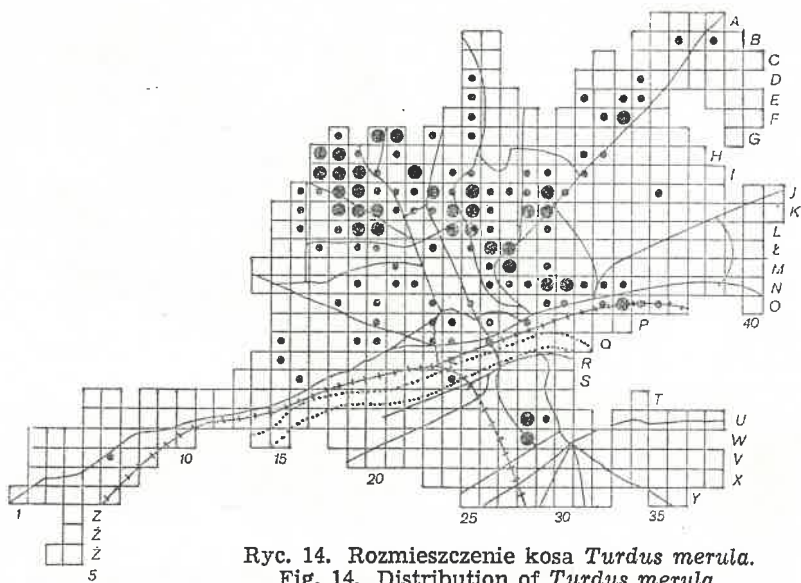 A
B
C
D
E
F
G
H
I
J
K
L
Ł
M
N
O
40
P
Q
R
S
T
U
W
V
X
Y
10
15
20
25
30
35
1
Z
Ź
Ż
5
Ryc. 14. Rozmieszczenie kosa Turdus merula.
Fig. 14. Distribution of Turdus merula